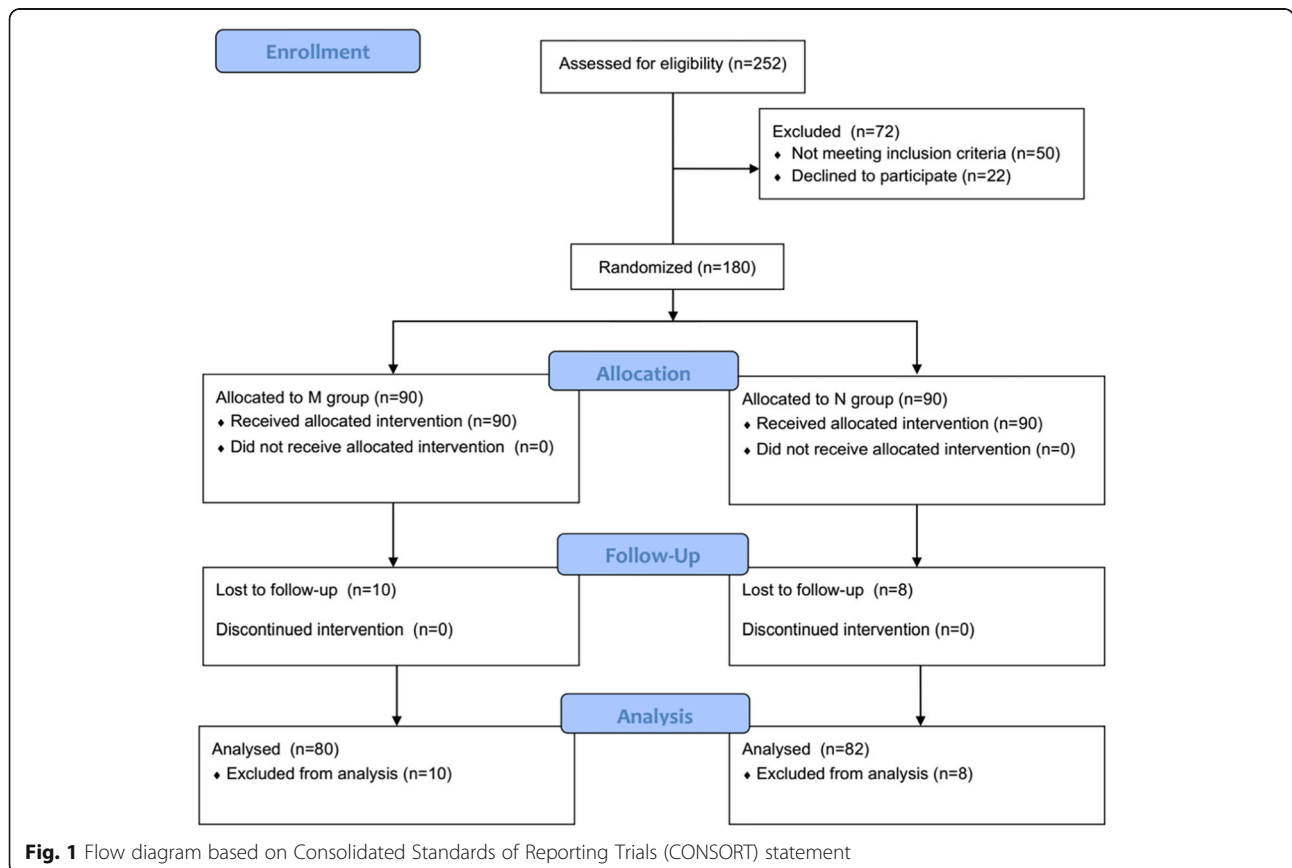 Enrollment
Assessed for eligibility (n=252)
Excluded (n=72)
♦ Not meeting inclusion criteria (n=50)
♦ Declined to participate (n=22)
Randomized (n=180)
Allocation
Allocated to M group (n=90)
♦ Received allocated intervention (n=90)
♦ Did not receive allocated intervention (n=0)
Allocated to N group (n=90)
♦ Received allocated intervention (n=90)
♦ Did not receive allocated intervention (n=0)
Follow-Up
Lost to follow-up (n=10)
Discontinued intervention (n=0)
Lost to follow-up (n=8)
Discontinued intervention (n=0)
Analysis
Analysed (n=80)
♦ Excluded from analysis (n=10)
Analysed (n=82)
♦ Excluded from analysis (n=8)
Fig. 1 Flow diagram based on Consolidated Standards of Reporting Trials (CONSORT) statement